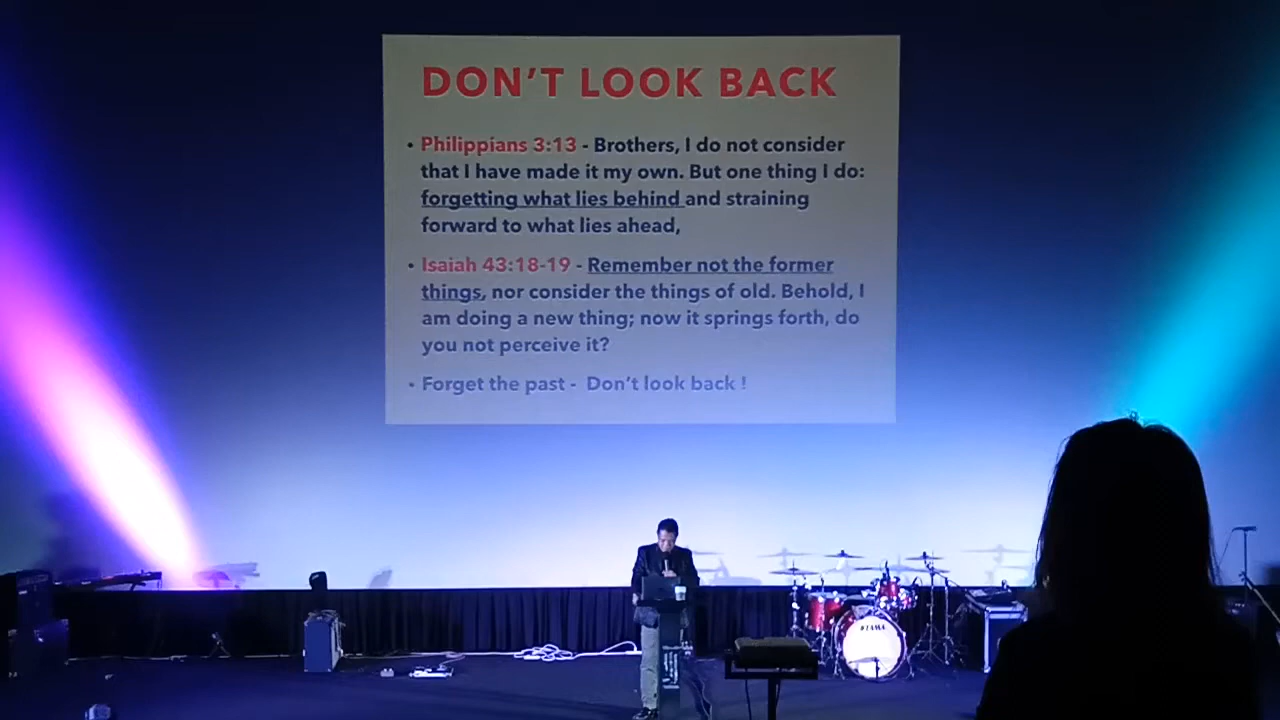 DON'T LOOK BACK
• Philippians 3:13 - Brothers, I do not consider
that I have made it my own. But one thing I do:
forgetting what lies behind and straining
forward to what lies ahead,
• Isaiah 43:18-19 - Remember not the former
things, nor consider the things of old. Behold, I
am doing a new thing; now it springs forth, do
you not perceive it?
• Forget the past - Don't look back !
TAMA